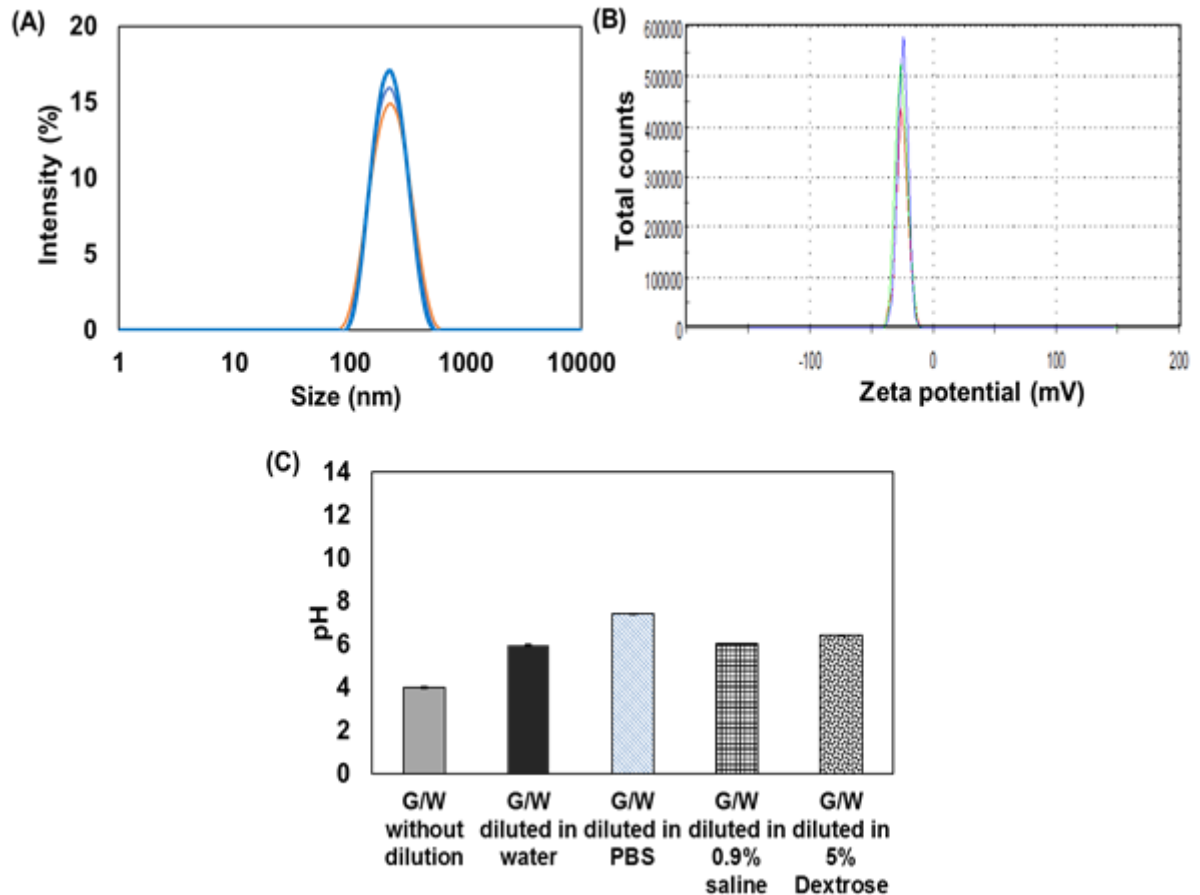 (A)
20
15
10
5
0
Intensity (%)
1 10 100 1000 10000
Size (nm)
(B)
600000
500000
400000
300000
200000
100000
0
Total counts
-100 0 100 200
Zeta potential (mV)
(C)
14
12
10
8
6
4
2
0
pH
G/W
without
dilution
G/W
diluted in
water
G/W
diluted in
PBS
G/W
diluted in
0.9%
saline
G/W
diluted in
5%
Dextrose